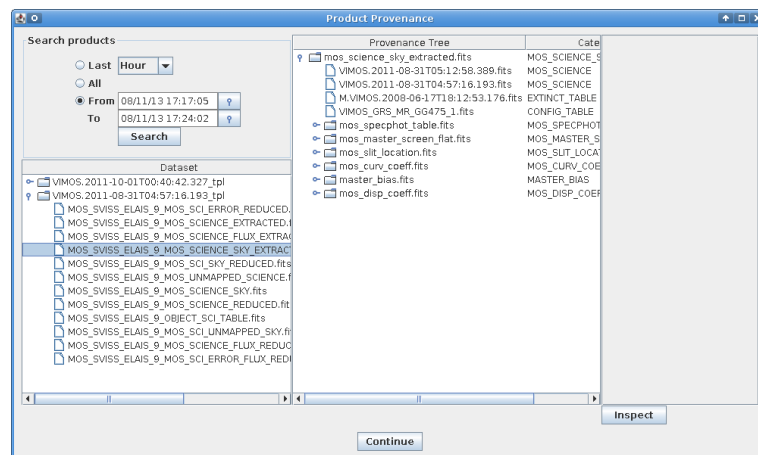 Product Provenance
Search products
Last Hour
All
From 08/11/13 17:17:05
To 08/11/13 17:24:02
Search
Dataset
VIMOS.2011-10-01T00:40:42.327_tpl
VIMOS.2011-08-31T04:57:16.193_tpl
MOS_SVISS_ELAIS_9_MOS_SCI_ERROR_REDUCED.
MOS_SVISS_ELAIS_9_MOS_SCIENCE_EXTRACTED.f
MOS_SVISS_ELAIS_9_MOS_SCIENCE_FLUX_EXTRA
MOS_SVISS_ELAIS_9_MOS_SCIENCE_SKY_EXTRAC
MOS_SVISS_ELAIS_9_MOS_SCI_SKY_REDUCED.fits
MOS_SVISS_ELAIS_9_MOS_UNMAPPED_SCIENCE.f
MOS_SVISS_ELAIS_9_MOS_SCIENCE_SKY.fits
MOS_SVISS_ELAIS_9_MOS_SCIENCE_REDUCED.fit
MOS_SVISS_ELAIS_9_OBJECT_SCI_TABLE.fits
MOS_SVISS_ELAIS_9_MOS_SCI_UNMAPPED_SKY.fi
MOS_SVISS_ELAIS_9_MOS_SCIENCE_FLUX_REDUC
MOS_SVISS_ELAIS_9_MOS_SCI_ERROR_FLUX_RED
Provenance Tree Cate
mos_science_sky_extracted.fits MOS_SCIENCE_S
VIMOS.2011-08-31T05:12:58.389.fits MOS_SCIENCE
VIMOS.2011-08-31T04:57:16.193.fits MOS_SCIENCE
M.VIMOS.2008-06-17T18:12:53.176.fits EXTINCT_TABLE
VIMOS_GRS_MR_GG475_1.fits CONFIG_TABLE
mos_specphot_table.fits MOS_SPECPHOT
mos_master_screen_flat.fits MOS_MASTER_S
mos_slit_location.fits MOS_SLIT_LOCA
mos_curv_coeff.fits MOS_CURV_COE
master_bias.fits MASTER_BIAS
mos_disp_coeff.fits MOS_DISP_COEF
Inspect
Continue